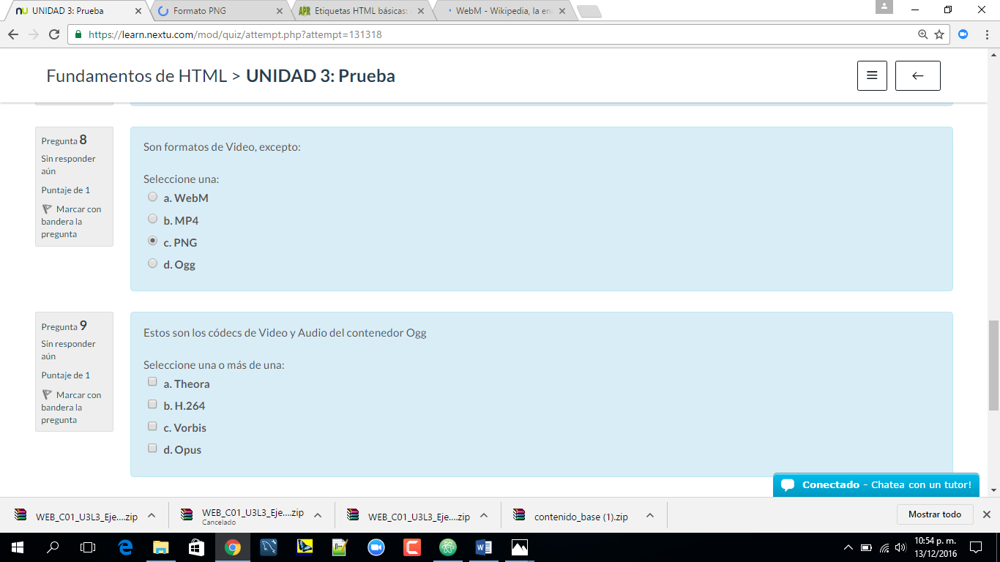 nu UNIDAD 3: Prueba
Formato PNG
APR Etiquetas HTML básicas:
WebM - Wikipedia, la en
https://learn.nextu.com/mod/quiz/attempt.php?attempt=131318
Fundamentos de HTML > UNIDAD 3: Prueba
Pregunta 8
Sin responder
aún
Puntaje de 1
Marcar con
bandera la
pregunta
Son formatos de Video, excepto:
Seleccione una:
a. WebM
b. MP4
c. PNG
d. Ogg
Pregunta 9
Sin responder
aún
Puntaje de 1
Marcar con
bandera la
pregunta
Estos son los códecs de Video y Audio del contenedor Ogg
Seleccione una o más de una:
a. Theora
b. H.264
c. Vorbis
d. Opus
Conectado - Chatea con un tutor!
WEB_C01_U3L3_Eje....zip
WEB_C01_U3L3_Eje....zip
Cancelado
WEB_C01_U3L3_Eje....zip
contenido_base (1).zip
Mostrar todo
10:54 p. m.
13/12/2016